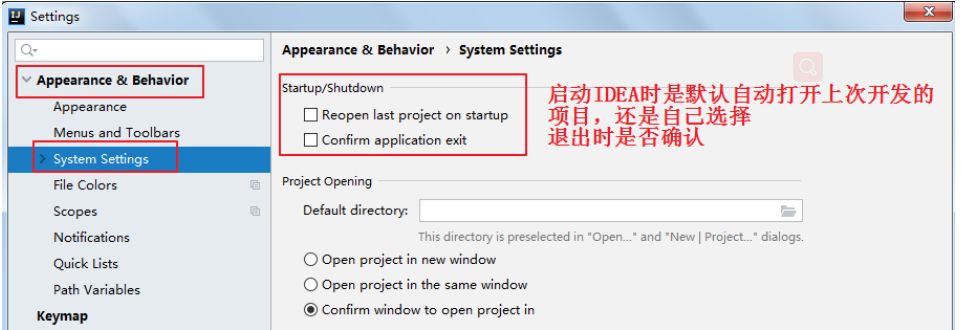 Settings
Appearance & Behavior
Appearance
Menus and Toolbars
System Settings
File Colors
Scopes
Notifications
Quick Lists
Path Variables
Keymap
Appearance & Behavior › System Settings
Startup/Shutdown
Reopen last project on startup
Confirm application exit
启动IDEA时是默认自动打开上次开发的
项目，还是自己选择
退出时是否确认
Project Opening
Default directory:
This directory is preselected in "Open..." and "New | Project..." dialogs.
Open project in new window
Open project in the same window
Confirm window to open project in